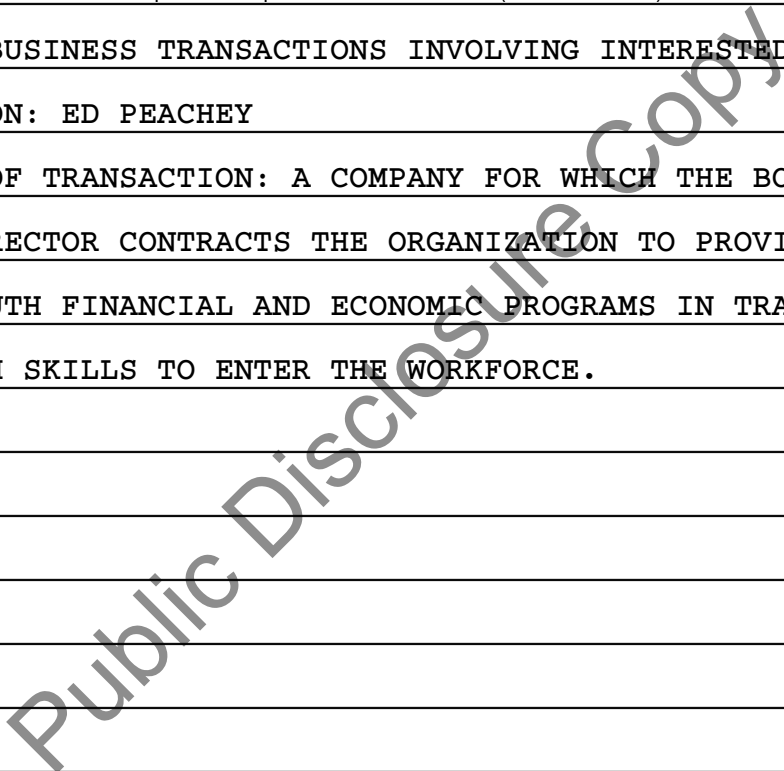 BUSINESS TRANSACTIONS INVOLVING INTERESTED
ON: ED PEACHEY
OF TRANSACTION: A COMPANY FOR WHICH THE BO
RECTOR CONTRACTS THE ORGANIZATION TO PROVI
UTH FINANCIAL AND ECONOMIC PROGRAMS IN TRA
SKILLS TO ENTER THE WORKFORCE.
Public Disclosure Copy